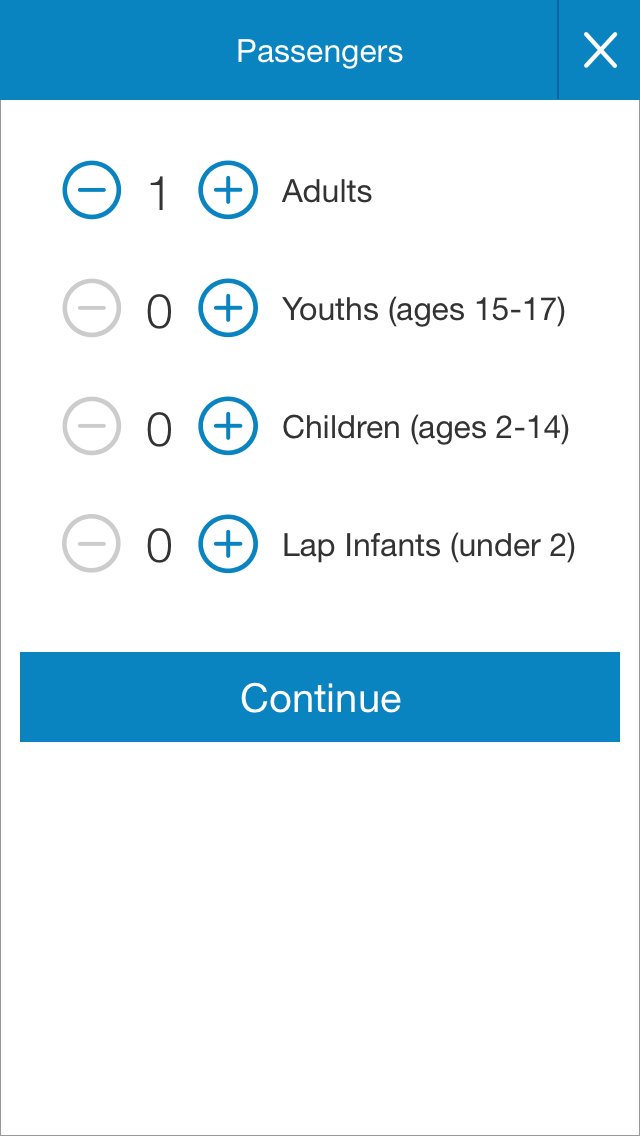 Passengers
1 Adults
0 Youths (ages 15-17)
0 Children (ages 2-14)
0 Lap Infants (under 2)
Continue